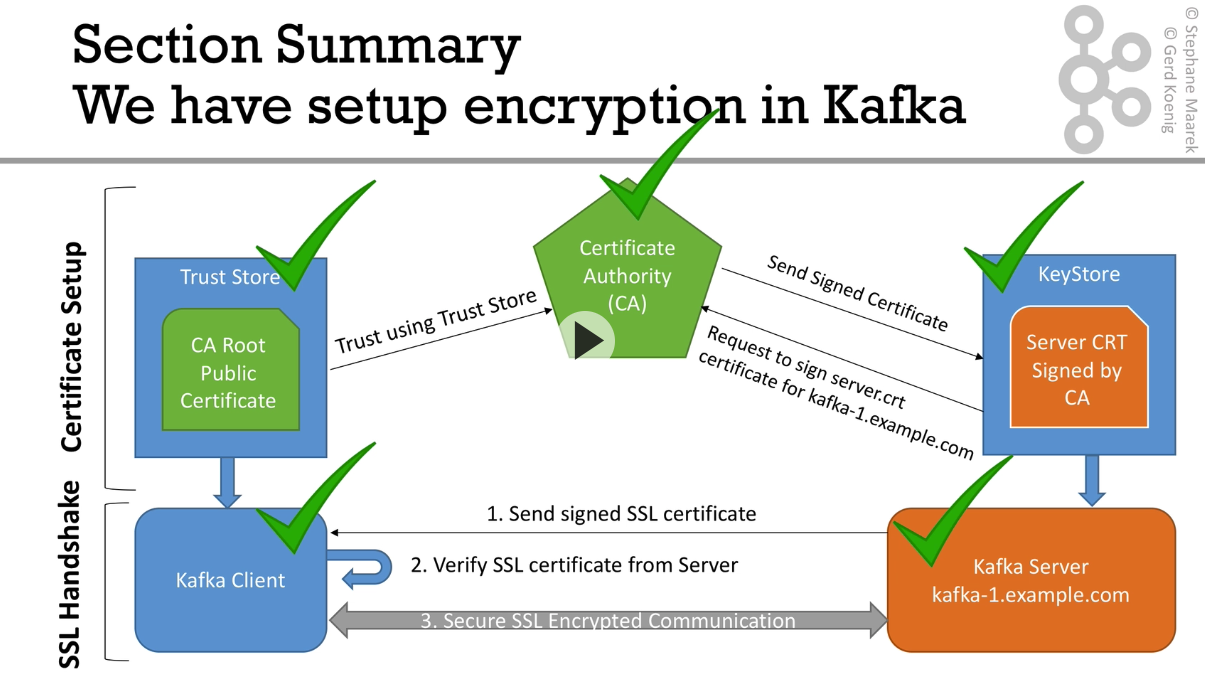 Section Summary
We have setup encryption in Kafka
© Stephane Maarek
© Gerd Koenig
Certificate Setup
Trust Store
CA Root
Public
Certificate
Trust using Trust Store
Certificate
Authority
(CA)
Send Signed Certificate
Request to sign server.crt
certificate for kafka-1.example.com
KeyStore
Server CRT
Signed by
CA
SSL Handshake
Kafka Client
1. Send signed SSL certificate
2. Verify SSL certificate from Server
3. Secure SSL Encrypted Communication
Kafka Server
kafka-1.example.com